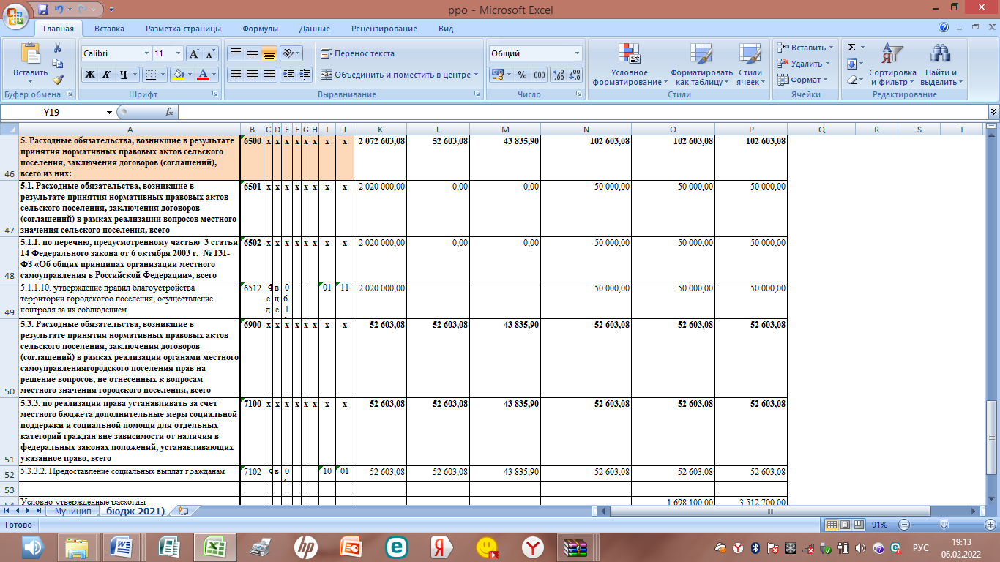 ppo - Microsoft Excel
Главная Вставка Разметка страницы Формулы Данные Рецензирование Вид
Вставить
Calibri 11
Ж К Ч
Перенос текста
Объединить и поместить в центре
Общий
% 000
Условное форматирование
Форматировать как таблицу
Стили ячеек
Вставить
Удалить
Формат
Сортировка и фильтр
Найти и выделить
Буфер обмена Шрифт Выравнивание Число Стили Ячейки Редактирование
Y19 fx
A B C D E F G H I J K L M N O P Q R S T
5. Расходные обязательства, возникшие в результате 6500 x x x x x x x x 2 072 603,08 52 603,08 43 835,90 102 603,08 102 603,08 102 603,08
принятия нормативных правовых актов сельского
поселения, заключения договоров (соглашений),
46 всего из них:
5.1. Расходные обязательства, возникшие в 6501 x x x x x x x x 2 020 000,00 0,00 0,00 50 000,00 50 000,00 50 000,00
результате принятия нормативных правовых актов
сельского поселения, заключения договоров
(соглашений) в рамках реализации вопросов местного
47 значения сельского поселения, всего
5.1.1. по перечню, предусмотренному частью 3 статьи 6502 x x x x x x x x 2 020 000,00 0,00 0,00 50 000,00 50 000,00 50 000,00
14 Федерального закона от 6 октября 2003 г. № 131-
ФЗ «Об общих принципах организации местного
48 самоуправления в Российской Федерации», всего
5.1.1.10. утверждение правил благоустройства 6512 Ф в 0 01 11 2 020 000,00 50 000,00 50 000,00 50 000,00
территории городскогоо поселения, осуществление е ц б.
49 контроля за их соблюдением д е 1
5.3. Расходные обязательства, возникшие в 6900 x x x x x x x x 52 603,08 52 603,08 43 835,90 52 603,08 52 603,08 52 603,08
результате принятия нормативных правовых актов
сельского поселения, заключения договоров
(соглашений) в рамках реализации органами местного
самоуправлениягородского поселения прав на
решение вопросов, не отнесенных к вопросам
50 местного значения городского поселения, всего
5.3.3. по реализации права устанавливать за счет 7100 x x x x x x x x 52 603,08 52 603,08 43 835,90 52 603,08 52 603,08 52 603,08
местного бюджета дополнительные меры социальной
поддержки и социальной помощи для отдельных
категорий граждан вне зависимости от наличия в
федеральных законах положений, устанавливающих
51 указанное право, всего
52 5.3.3.2. Предоставление социальных выплат гражданам 7102 Ф в 0 10 01 52 603,08 52 603,08 43 835,90 52 603,08 52 603,08 52 603,08
53
54 Условно утвержденные расходы 1 698 100,00 3 512 700,00
Муницип бюдж 2021)
Готово 91%
РУС 19:13
06.02.2022